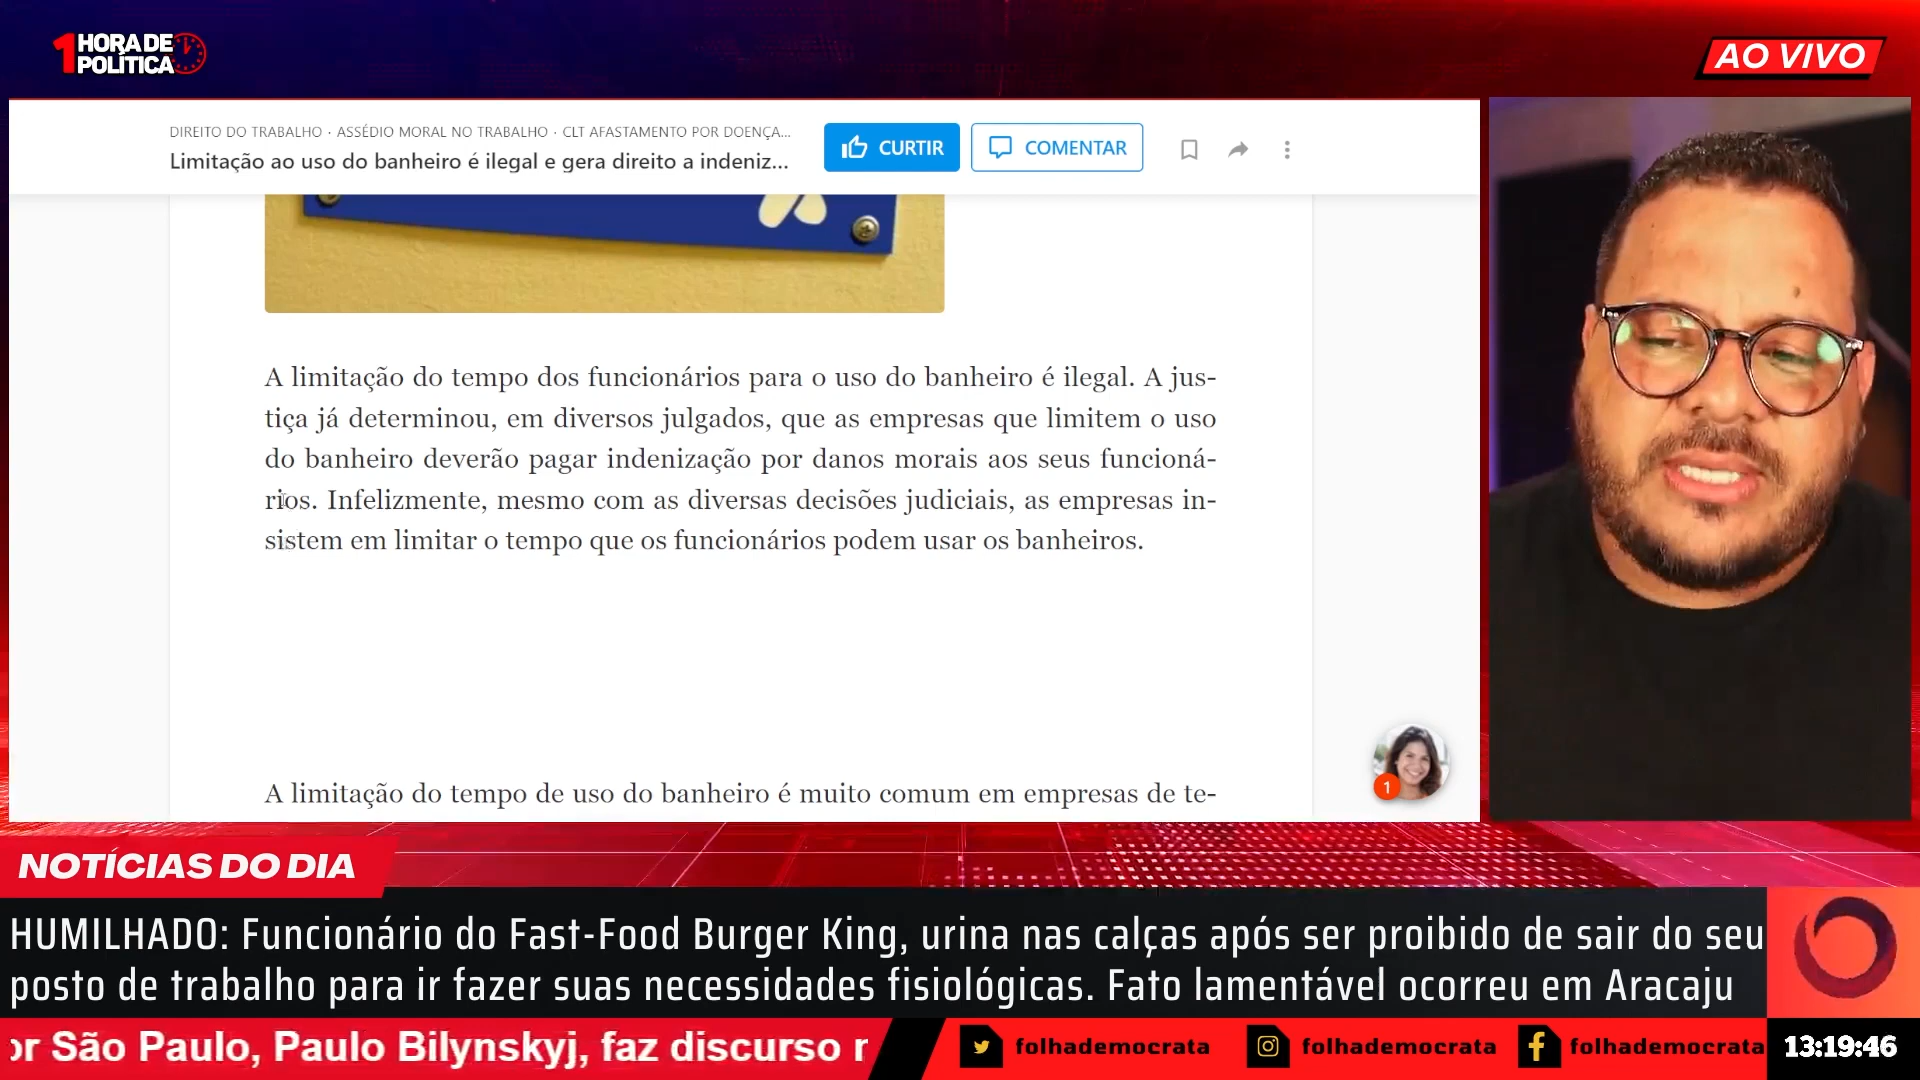 1 HORA DE
POLÍTICA
AO VIVO
DIREITO DO TRABALHO · ASSÉDIO MORAL NO TRABALHO · CLT AFASTAMENTO POR DOENÇA...
Limitação ao uso do banheiro é ilegal e gera direito a indeniz...
CURTIR
COMENTAR
A limitação do tempo dos funcionários para o uso do banheiro é ilegal. A jus-
tiça já determinou, em diversos julgados, que as empresas que limitem o uso
do banheiro deverão pagar indenização por danos morais aos seus funcioná-
rios. Infelizmente, mesmo com as diversas decisões judiciais, as empresas in-
sistem em limitar o tempo que os funcionários podem usar os banheiros.
A limitação do tempo de uso do banheiro é muito comum em empresas de te-
1
NOTÍCIAS DO DIA
HUMILHADO: Funcionário do Fast-Food Burger King, urina nas calças após ser proibido de sair do seu
posto de trabalho para ir fazer suas necessidades fisiológicas. Fato lamentável ocorreu em Aracaju
or São Paulo, Paulo Bilynskyj, faz discurso
folhademocrata
folhademocrata
folhademocrata
13:19:46